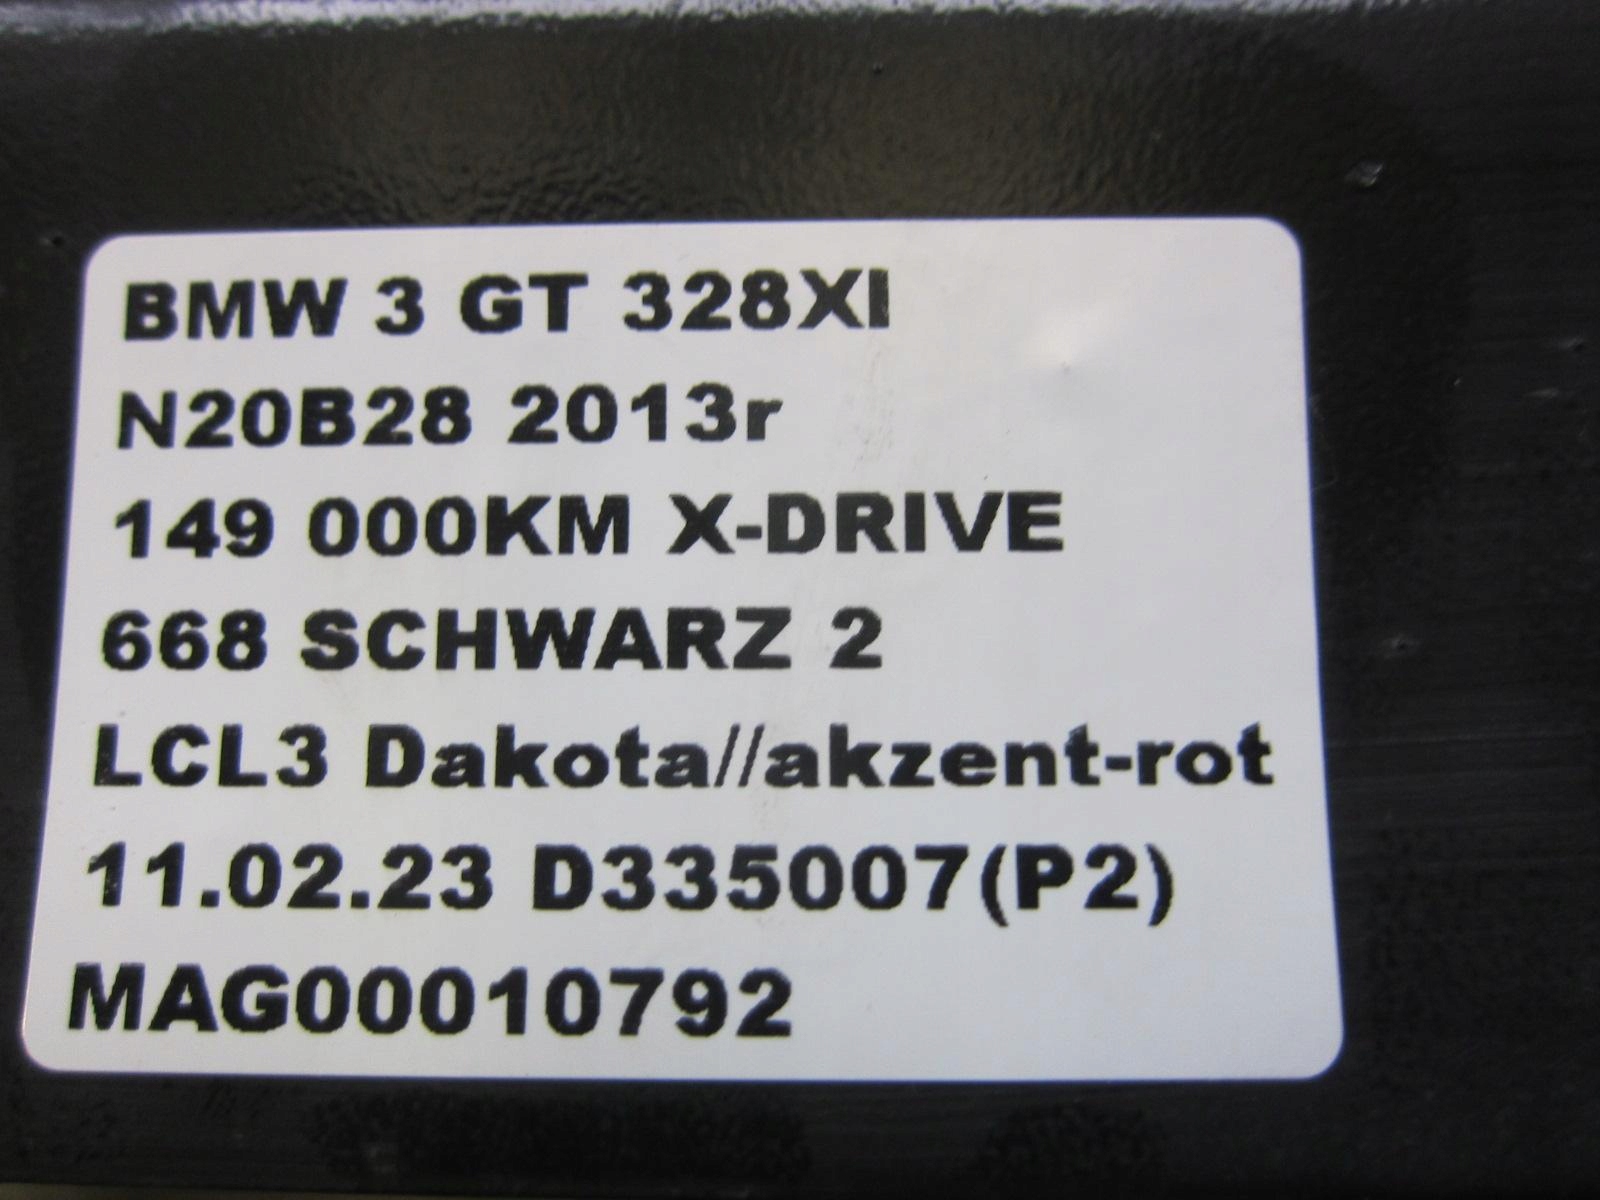 BMW 3 GT 328XI
N20B28 2013r
149 000KM X-DRIVE
668 SCHWARZ 2
LCL3 Dakota//akzent-rot
11.02.23 D335007(P2)
MAG00010792